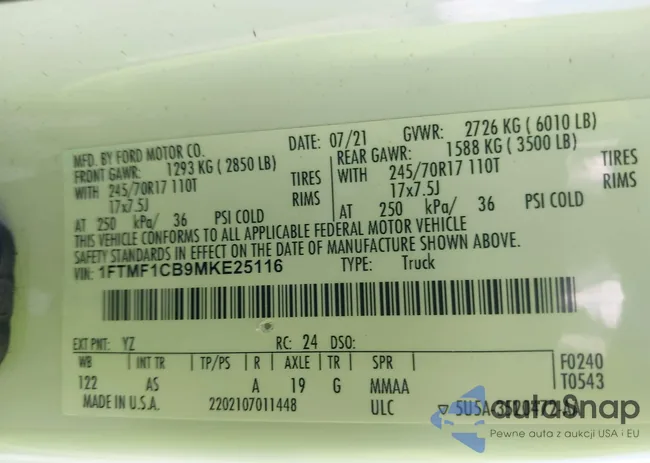 MFD. BY FORD MOTOR CO. DATE: 07/21 GVWR: 2726 KG ( 6010 LB)
FRONT GAWR: 1293 KG ( 2850 LB) REAR GAWR: 1588 KG ( 3500 LB)
WITH 245/70R17 110T TIRES WITH 245/70R17 110T TIRES
17x7.5J RIMS 17x7.5J RIMS
AT 250 kPa/ 36 PSI COLD AT 250 kPa/ 36 PSI COLD
THIS VEHICLE CONFORMS TO ALL APPLICABLE FEDERAL MOTOR VEHICLE
SAFETY STANDARDS IN EFFECT ON THE DATE OF MANUFACTURE SHOWN ABOVE.
VIN: 1FTMF1CB9MKE25116 TYPE: Truck
EXT PNT: YZ RC: 24 DSO:
WB INT TR TP/PS R AXLE TR SPR F0240
122 AS A 19 G MMAA T0543
MADE IN U.S.A. 2202107011448 ULC
autaSnap
Pewne auta z aukcji USA i EU